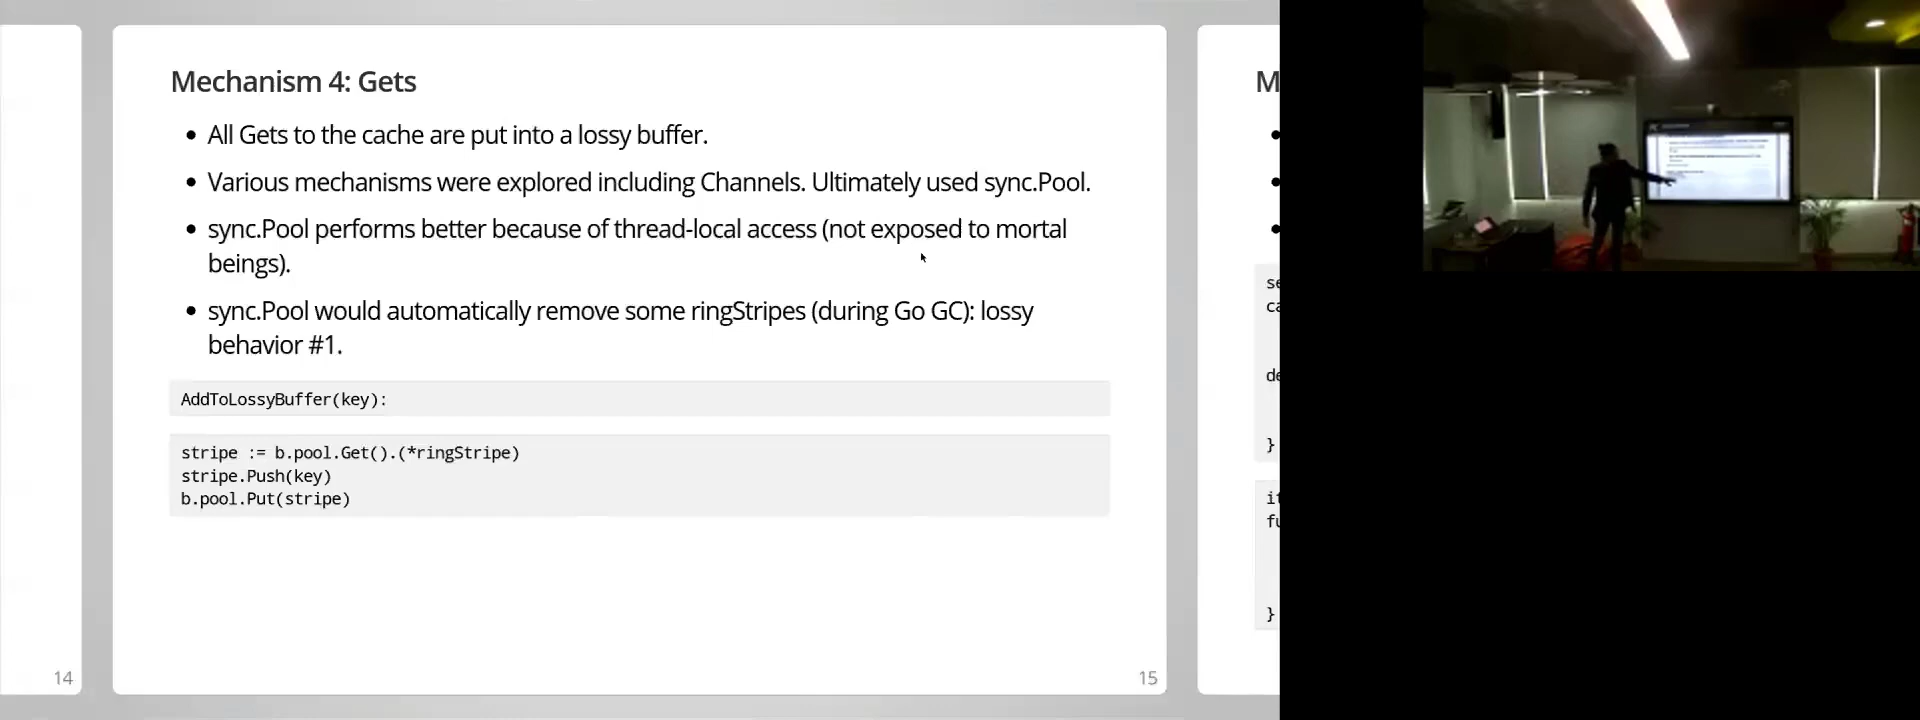 Mechanism 4: Gets
All Gets to the cache are put into a lossy buffer.
Various mechanisms were explored including Channels. Ultimately used sync.Pool.
sync.Pool performs better because of thread-local access (not exposed to mortal
beings).
sync.Pool would automatically remove some ringStripes (during Go GC): lossy
behavior #1.
AddToLossyBuffer(key):
stripe := b.pool.Get().(*ringStripe)
stripe.Push(key)
b.pool.Put(stripe)
14
15
M
}
}